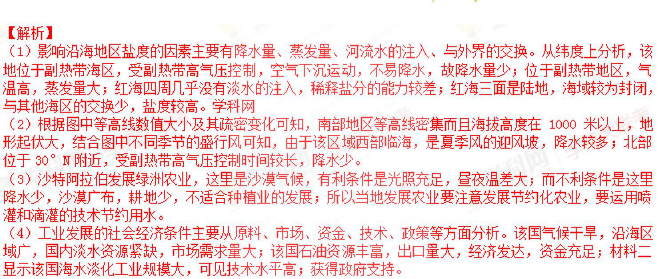 【解析】
(1)影响沿海地区盐度的因素主要有降水量、蒸发量、河流水的注入、与外界的交换。从纬度上分析，该
地位于副热带海区，受副热带高气压控制，空气下沉运动，不易降水，故降水量少；位于副热带地区，气
温高，蒸发量大；红海四周几乎没有淡水的注入，稀释盐分的能力较差；红海三面是陆地，海域较为封闭，
与其他海区的交换少，盐度较高。学科网
(2)根据图中等高线数值大小及其疏密变化可知，南部地区等高线密集而且海拔高度在 1000 米以上，地
形起伏大，结合图中不同季节的盛行风可知，由于该区域西部临海，是夏季风的迎风坡，降水较多；北部
位于 30°N 附近，受副热带高气压控制时间较长，降水少。
(3)沙特阿拉伯发展绿洲农业，这里是沙漠气候，有利条件是光照充足，昼夜温差大；而不利条件是这里
降水少，沙漠广布，耕地少，不适合种植业的发展；所以当地发展农业要注意发展节约化农业，要运用喷
灌和滴灌的技术节约用水。
(4)工业发展的社会经济条件主要从原料、市场、资金、技术、政策等方面分析。该国气候干旱，沿海区
域广，国内淡水资源紧缺，市场需求量大；该国石油资源丰富，出口量大，经济发达，资金充足；材料二
显示该国海水淡化工业规模大，可见技术水平高；获得政府支持。